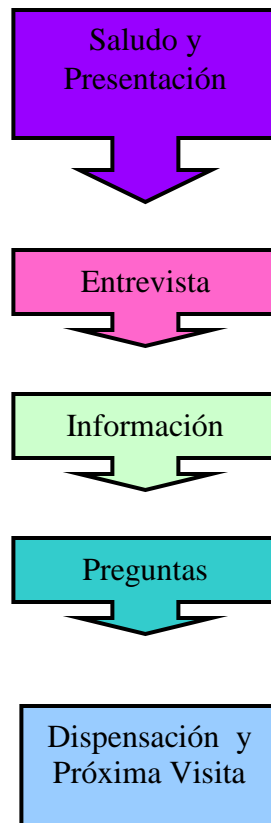 Saludo y
Presentación
Entrevista
Información
Preguntas
Dispensación y
Próxima Visita